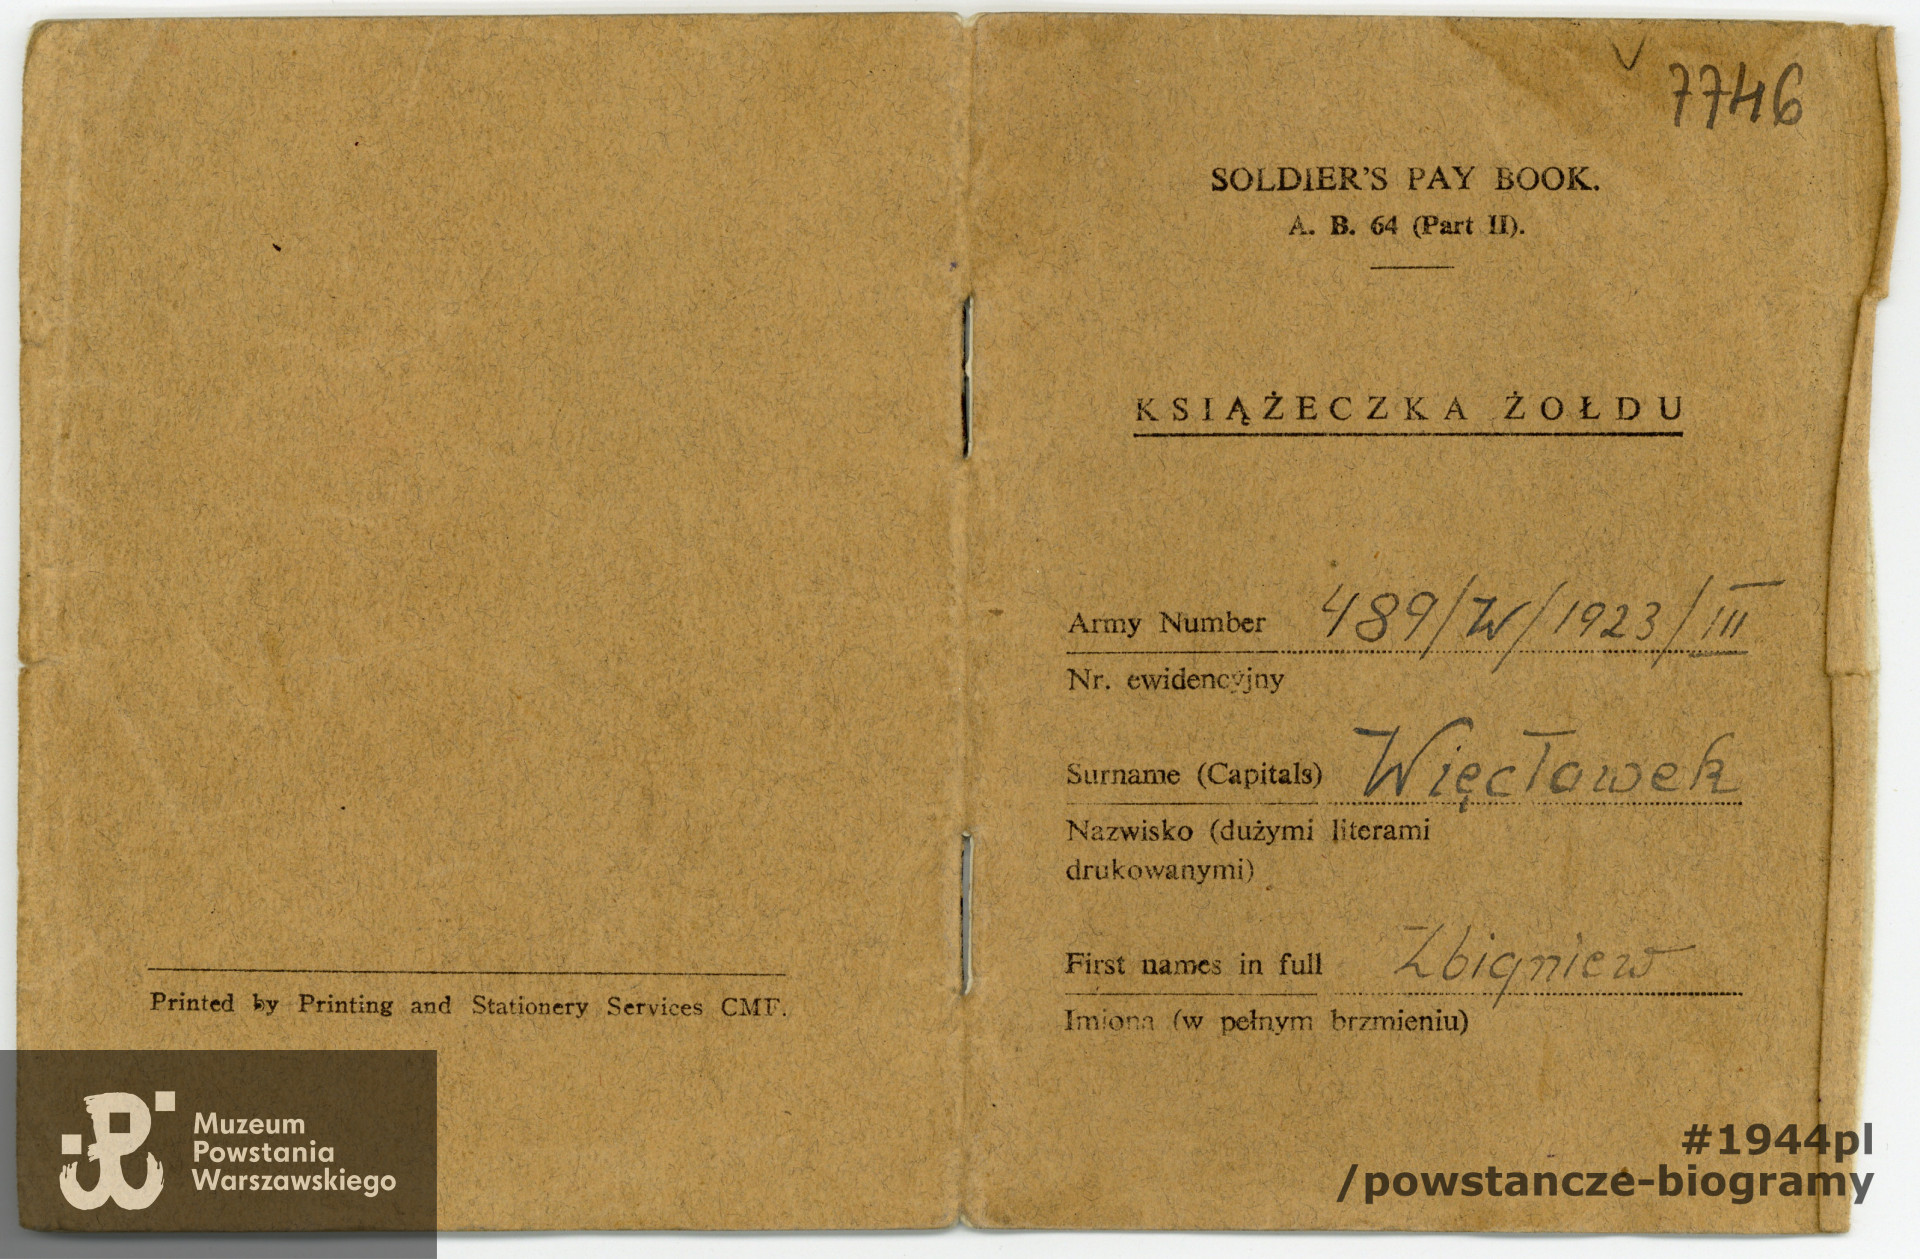 7746
SOLDIER'S PAY BOOK.
A. B. 64 (Part II).
KSIĄŻECZKA ŻOŁDU
Army Number 489/W/1923/III
Nr. ewidencyjny
Surname (Capitals) Więcławek
Nazwisko (dużymi literami
drukowanymi)
First names in full Zbigniew
Imiona (w pełnym brzmieniu)
Printed by Printing and Stationery Services CMF.
Muzeum
Powstania
Warszawskiego
#1944pl
/powstancze-biogramy